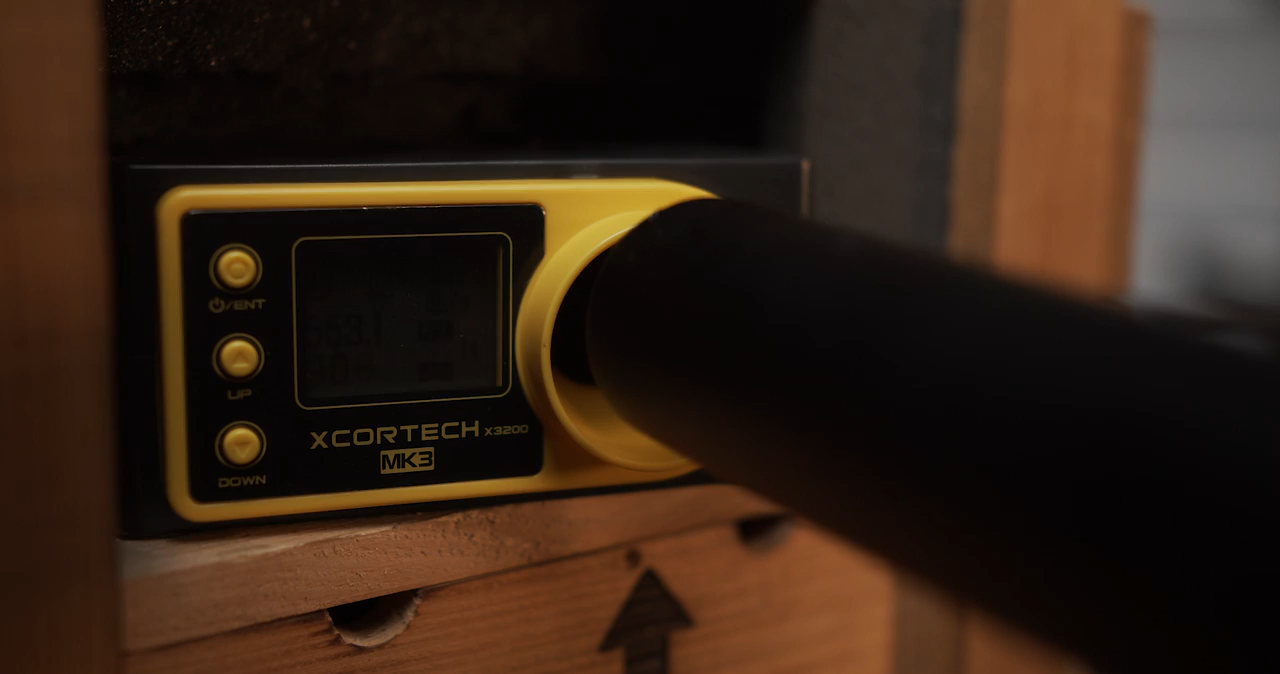 ⏻/ENT
UP
DOWN
XCORTECH X3200
MK3